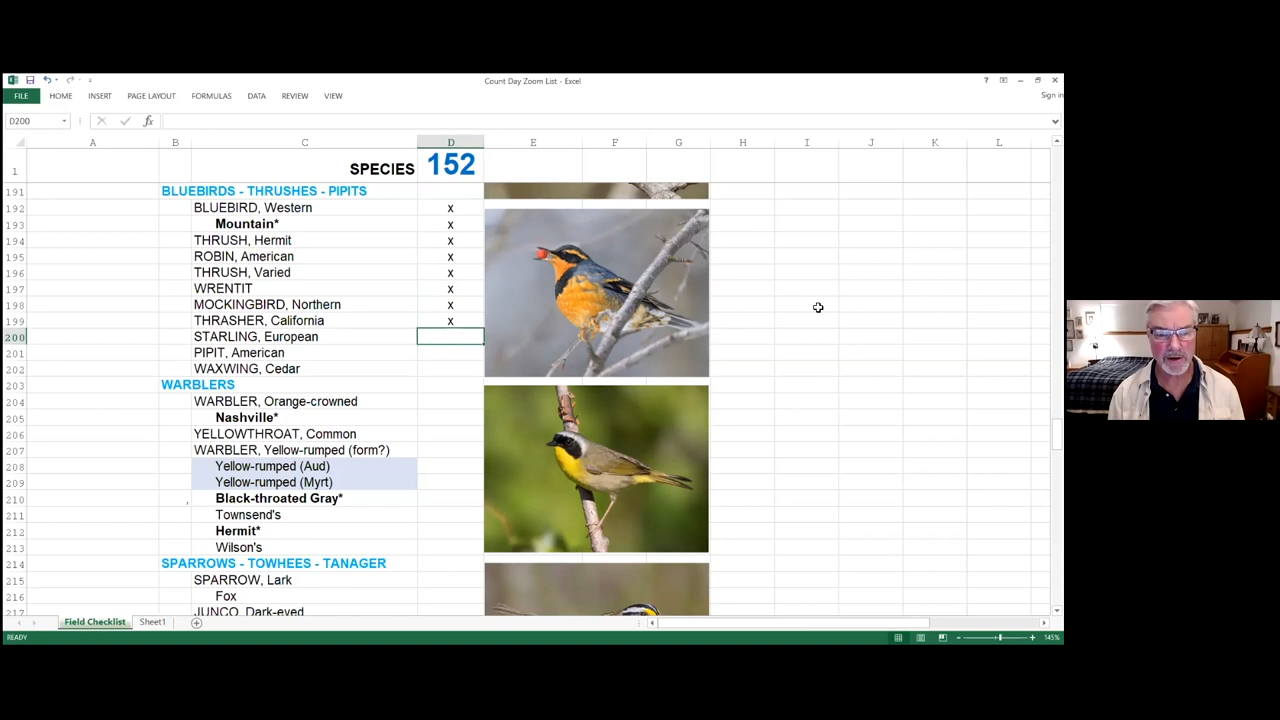 Count Day Zoom List - Excel
FILE HOME INSERT PAGE LAYOUT FORMULAS DATA REVIEW VIEW Sign in
D200
A B C D E F G H I J K L
1 SPECIES 152
191 BLUEBIRDS - THRUSHES - PIPITS
192 BLUEBIRD, Western x
193 Mountain* x
194 THRUSH, Hermit x
195 ROBIN, American x
196 THRUSH, Varied x
197 WRENTIT x
198 MOCKINGBIRD, Northern x
199 THRASHER, California x
200 STARLING, European
201 PIPIT, American
202 WAXWING, Cedar
203 WARBLERS
204 WARBLER, Orange-crowned
205 Nashville*
206 YELLOWTHROAT, Common
207 WARBLER, Yellow-rumped (form?)
208 Yellow-rumped (Aud)
209 Yellow-rumped (Myrt)
210 , Black-throated Gray*
211 Townsend's
212 Hermit*
213 Wilson's
214 SPARROWS - TOWHEES - TANAGER
215 SPARROW, Lark
216 Fox
217 JUNCO, Dark-eyed
Field Checklist Sheet1
READY 145%